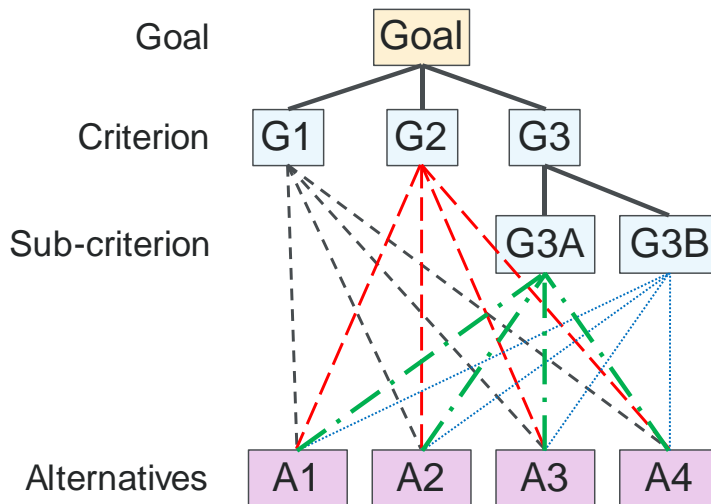 Goal Goal
Criterion G1 G2 G3
Sub-criterion G3A G3B
Alternatives A1 A2 A3 A4